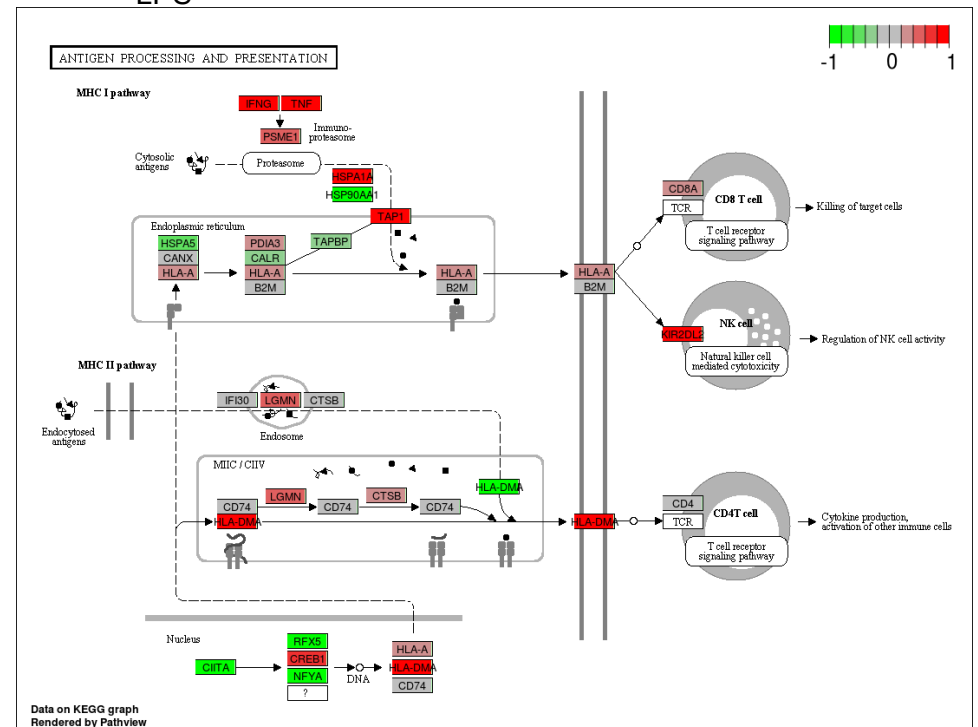 LPS
-1 0 1
ANTIGEN PROCESSING AND PRESENTATION
MHC I pathway
IFNG TNF
PSME1
Immuno-
proteasome
Cytosolic
antigens
Proteasome
HSPA1A
HSP90AA1
TAP1
Endoplasmic reticulum
HSPA5
CANX
HLA-A
PDIA3
CALR
HLA-A
B2M
TAPBP
HLA-A
B2M
HLA-A
B2M
CD8A
TCR
CD8 T cell
T cell receptor
signaling pathway
Killing of target cells
KIR2DL2
NK cell
Natural killer cell
mediated cytotoxicity
Regulation of NK cell activity
MHC II pathway
Endocytosed
antigens
IFI30 LGMN CTSB
Endosome
MIIC / CIIV
CD74
HLA-DMA
LGMN
CD74
CTSB
CD74
HLA-DMA
HLA-DMA
CD4
TCR
CD4T cell
T cell receptor
signaling pathway
Cytokine production,
activation of other immune cells
Nucleus
CIITA
RFX5
CREB1
NFYA
?
DNA
HLA-A
HLA-DMA
CD74
Data on KEGG graph
Rendered by Pathview